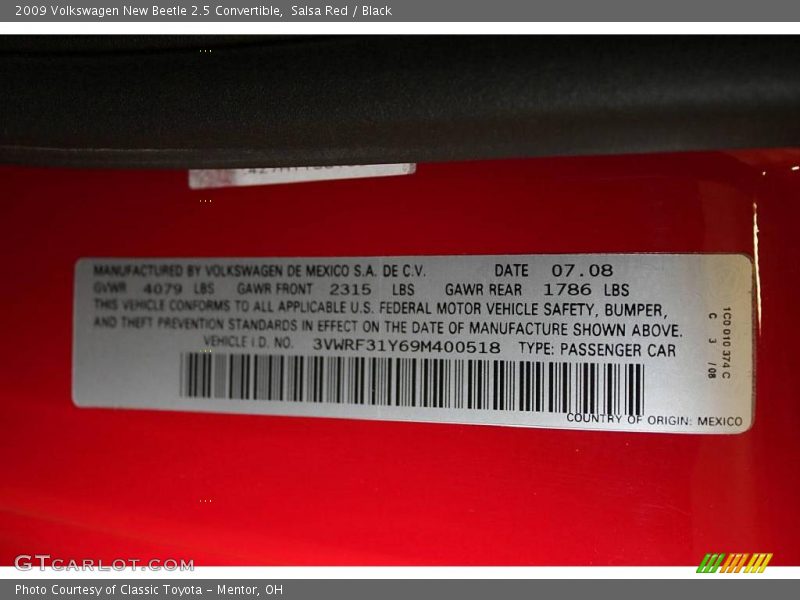 2009 Volkswagen New Beetle 2.5 Convertible, Salsa Red / Black
MANUFACTURED BY VOLKSWAGEN DE MEXICO S.A. DE C.V. DATE 07.08
GVWR 4079 LBS GAWR FRONT 2315 LBS GAWR REAR 1786 LBS
THIS VEHICLE CONFORMS TO ALL APPLICABLE U.S. FEDERAL MOTOR VEHICLE SAFETY, BUMPER,
AND THEFT PREVENTION STANDARDS IN EFFECT ON THE DATE OF MANUFACTURE SHOWN ABOVE.
VEHICLE I.D. NO. 3VWRF31Y69M400518 TYPE: PASSENGER CAR
COUNTRY OF ORIGIN: MEXICO
1C0 010 374 C
C 3 /08
GTCARLOT.COM
Photo Courtesy of Classic Toyota - Mentor, OH